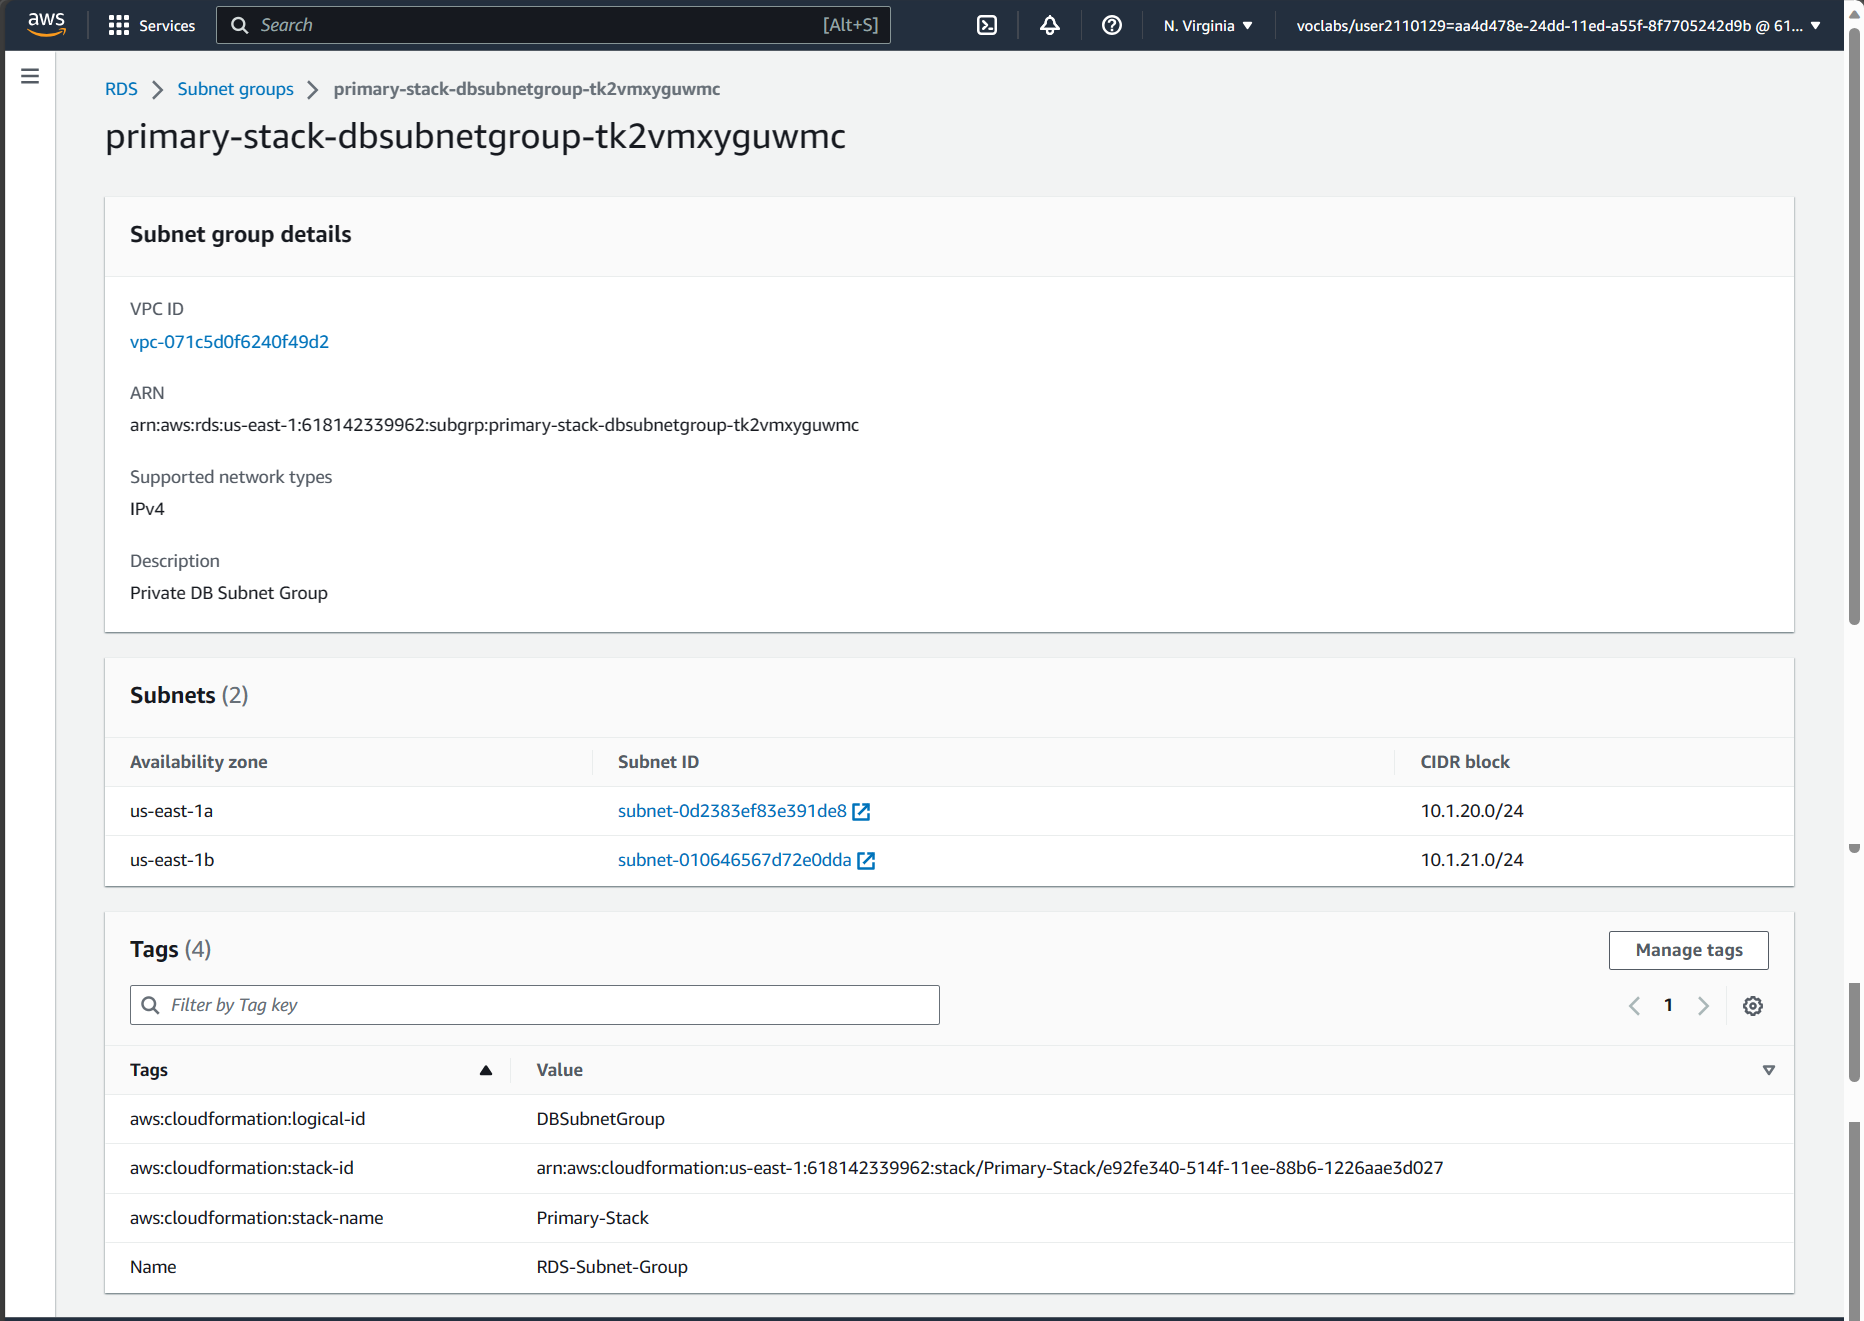 aws
Services
Search [Alt+S]
N. Virginia
voclabs/user2110129=aa4d478e-24dd-11ed-a55f-8f7705242d9b @ 61...
RDS > Subnet groups > primary-stack-dbsubnetgroup-tk2vmxyguwmc
primary-stack-dbsubnetgroup-tk2vmxyguwmc
Subnet group details
VPC ID
vpc-071c5d0f6240f49d2
ARN
arn:aws:rds:us-east-1:618142339962:subgrp:primary-stack-dbsubnetgroup-tk2vmxyguwmc
Supported network types
IPv4
Description
Private DB Subnet Group
Subnets (2)
Availability zone Subnet ID CIDR block
us-east-1a subnet-0d2383ef83e391de8 10.1.20.0/24
us-east-1b subnet-010646567d72e0dda 10.1.21.0/24
Tags (4)
Manage tags
Filter by Tag key
1
Tags Value
aws:cloudformation:logical-id DBSubnetGroup
aws:cloudformation:stack-id arn:aws:cloudformation:us-east-1:618142339962:stack/Primary-Stack/e92fe340-514f-11ee-88b6-1226aae3d027
aws:cloudformation:stack-name Primary-Stack
Name RDS-Subnet-Group